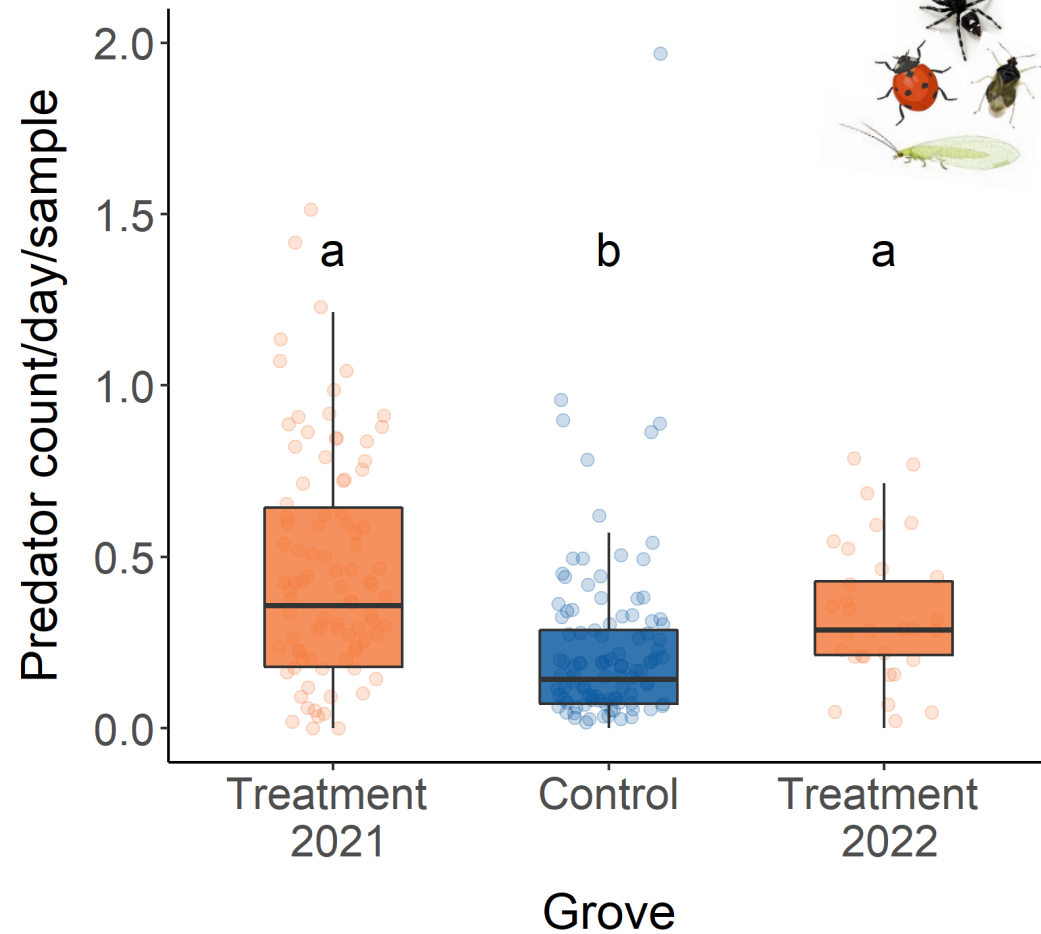 Predator count/day/sample
2.0
1.5
1.0
0.5
0.0
a
b
a
Treatment
2021
Control
Treatment
2022
Grove